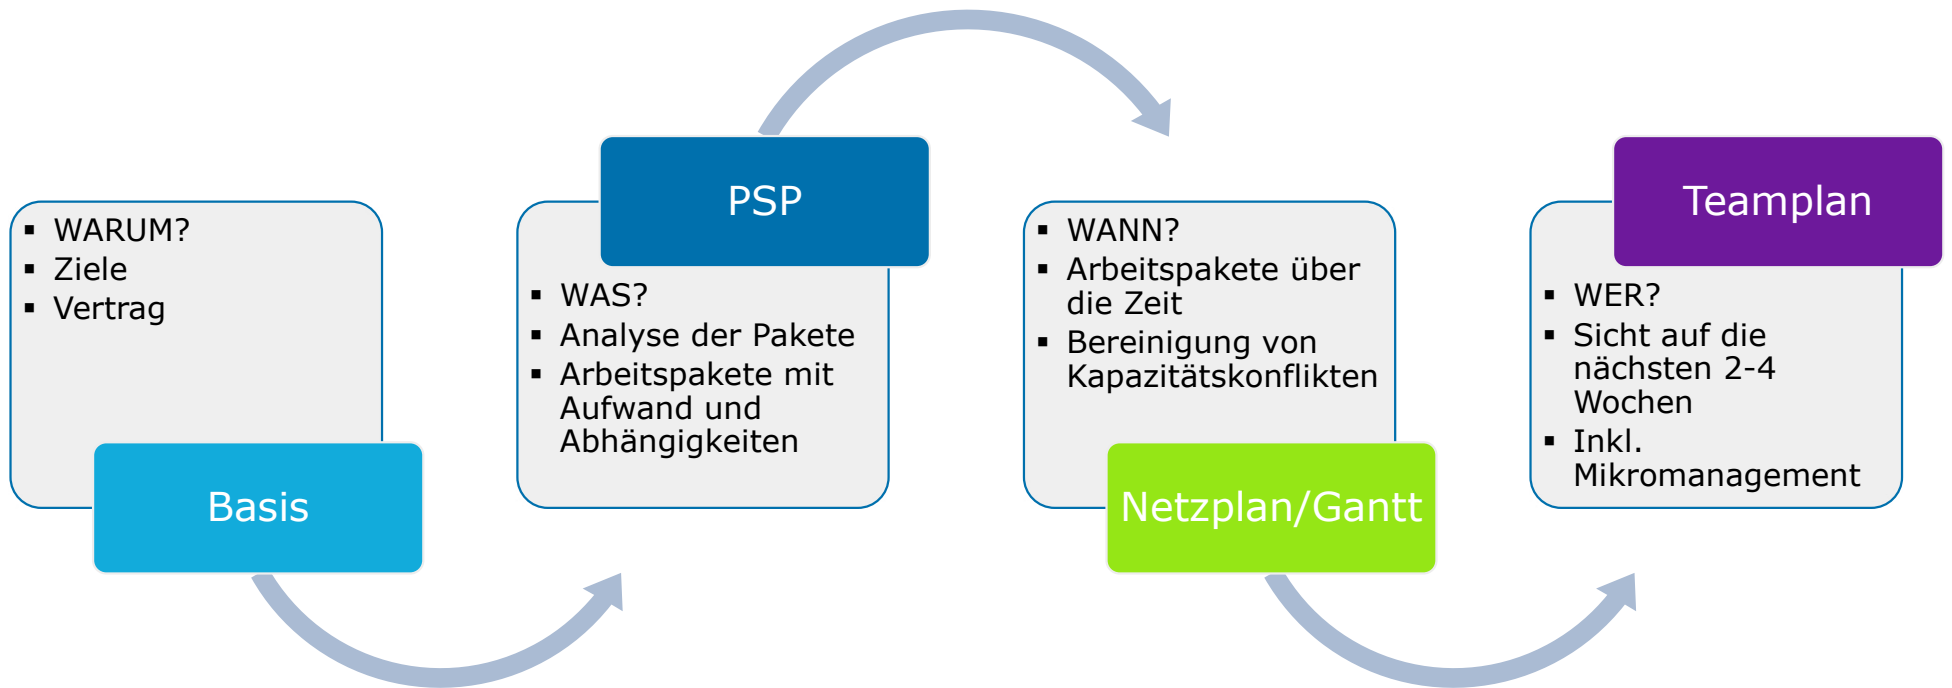 ▪ WARUM?
▪ Ziele
▪ Vertrag
Basis
PSP
▪ WAS?
▪ Analyse der Pakete
▪ Arbeitspakete mit
Aufwand und
Abhängigkeiten
▪ WANN?
▪ Arbeitspakete über
die Zeit
▪ Bereinigung von
Kapazitätskonflikten
Netzplan/Gantt
Teamplan
▪ WER?
▪ Sicht auf die
nächsten 2-4
Wochen
▪ Inkl.
Mikromanagement